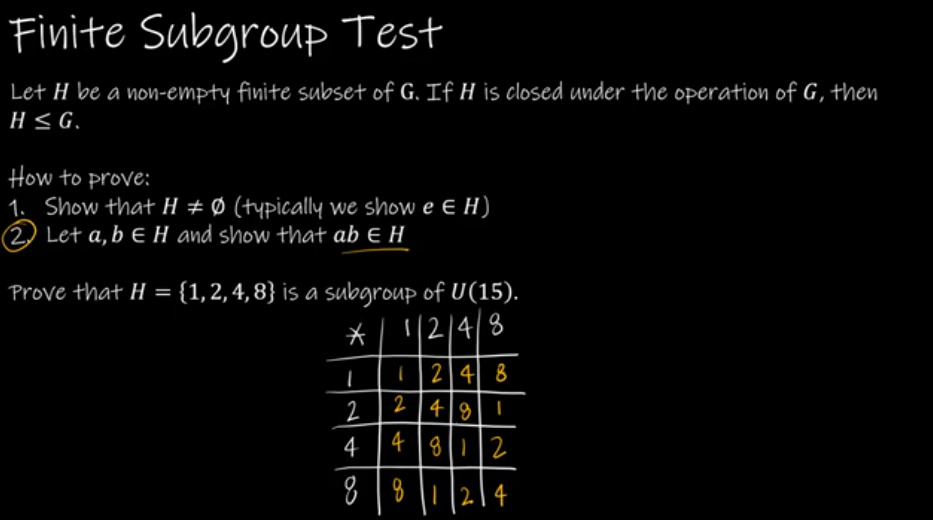 Finite Subgroup Test
Let H be a non-empty finite subset of G. If H is closed under the operation of G, then
H ≤ G.
How to prove:
1. Show that H ≠ Ø (typically we show e ∈ H)
2. Let a, b ∈ H and show that ab ∈ H
Prove that H = {1, 2, 4, 8} is a subgroup of U(15).
* 1 2 4 8
1 1 2 4 8
2 2 4 8 1
4 4 8 1 2
8 8 1 2 4